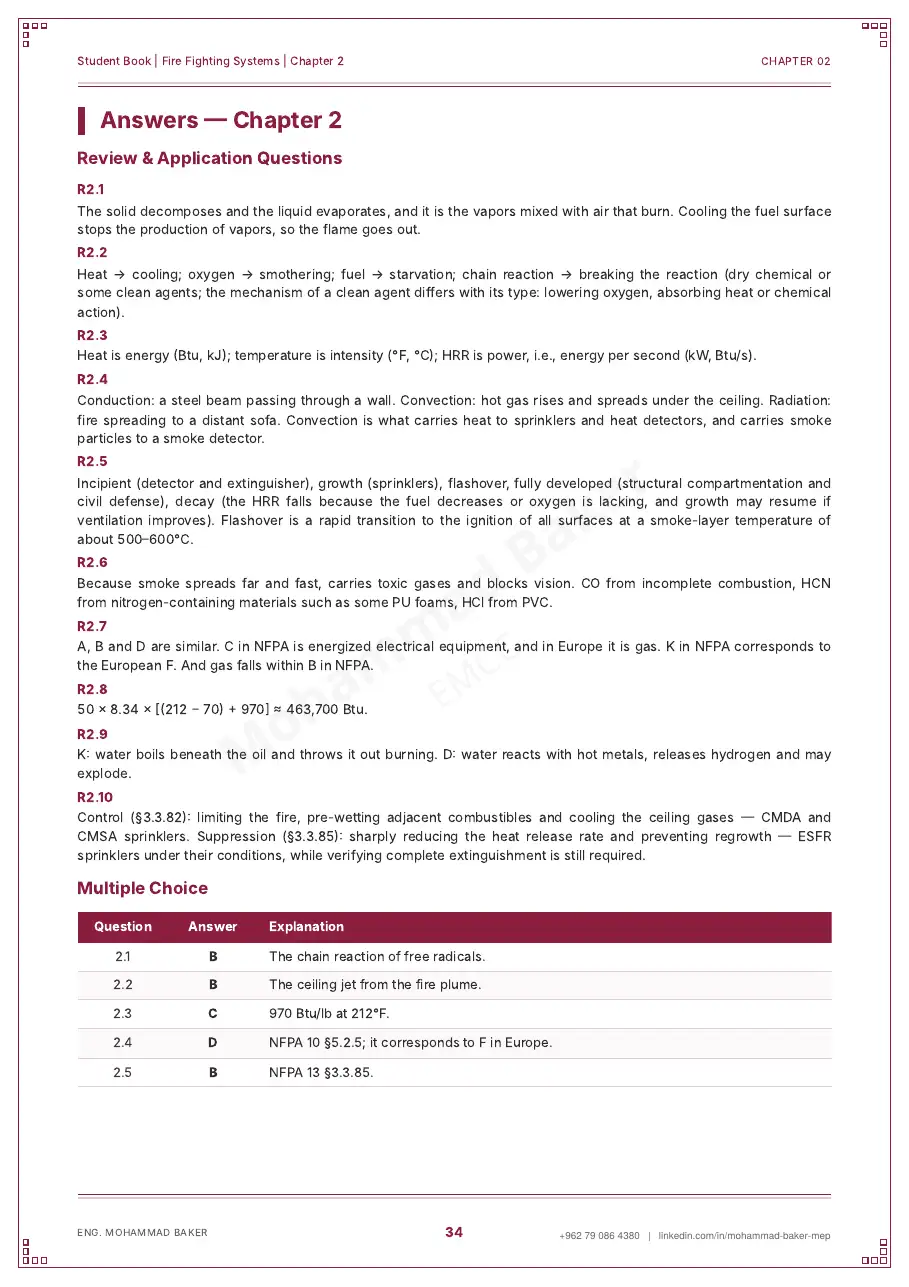 Student Book | Fire Fighting Systems | Chapter 2
CHAPTER 02
Answers — Chapter 2
Review & Application Questions
R2.1
The solid decomposes and the liquid evaporates, and it is the vapors mixed with air that burn. Cooling the fuel surface
stops the production of vapors, so the flame goes out.
R2.2
Heat → cooling; oxygen → smothering; fuel → starvation; chain reaction → breaking the reaction (dry chemical or
some clean agents; the mechanism of a clean agent differs with its type: lowering oxygen, absorbing heat or chemical
action).
R2.3
Heat is energy (Btu, kJ); temperature is intensity (°F, °C); HRR is power, i.e., energy per second (kW, Btu/s).
R2.4
Conduction: a steel beam passing through a wall. Convection: hot gas rises and spreads under the ceiling. Radiation:
fire spreading to a distant sofa. Convection is what carries heat to sprinklers and heat detectors, and carries smoke
particles to a smoke detector.
R2.5
Incipient (detector and extinguisher), growth (sprinklers), flashover, fully developed (structural compartmentation and
civil defense), decay (the HRR falls because the fuel decreases or oxygen is lacking, and growth may resume if
ventilation improves). Flashover is a rapid transition to the ignition of all surfaces at a smoke-layer temperature of
about 500–600°C.
R2.6
Because smoke spreads far and fast, carries toxic gases and blocks vision. CO from incomplete combustion, HCN
from nitrogen-containing materials such as some PU foams, HCl from PVC.
R2.7
A, B and D are similar. C in NFPA is energized electrical equipment, and in Europe it is gas. K in NFPA corresponds to
the European F. And gas falls within B in NFPA.
R2.8
50 × 8.34 × [(212 − 70) + 970] ≈ 463,700 Btu.
R2.9
K: water boils beneath the oil and throws it out burning. D: water reacts with hot metals, releases hydrogen and may
explode.
R2.10
Control (§3.3.82): limiting the fire, pre-wetting adjacent combustibles and cooling the ceiling gases — CMDA and
CMSA sprinklers. Suppression (§3.3.85): sharply reducing the heat release rate and preventing regrowth — ESFR
sprinklers under their conditions, while verifying complete extinguishment is still required.
Multiple Choice
Question Answer Explanation
2.1 B The chain reaction of free radicals.
2.2 B The ceiling jet from the fire plume.
2.3 C 970 Btu/lb at 212°F.
2.4 D NFPA 10 §5.2.5; it corresponds to F in Europe.
2.5 B NFPA 13 §3.3.85.
Mohammad Baker
EMCS
ENG. MOHAMMAD BAKER
34
+962 79 086 4380 | linkedin.com/in/mohammad-baker-mep